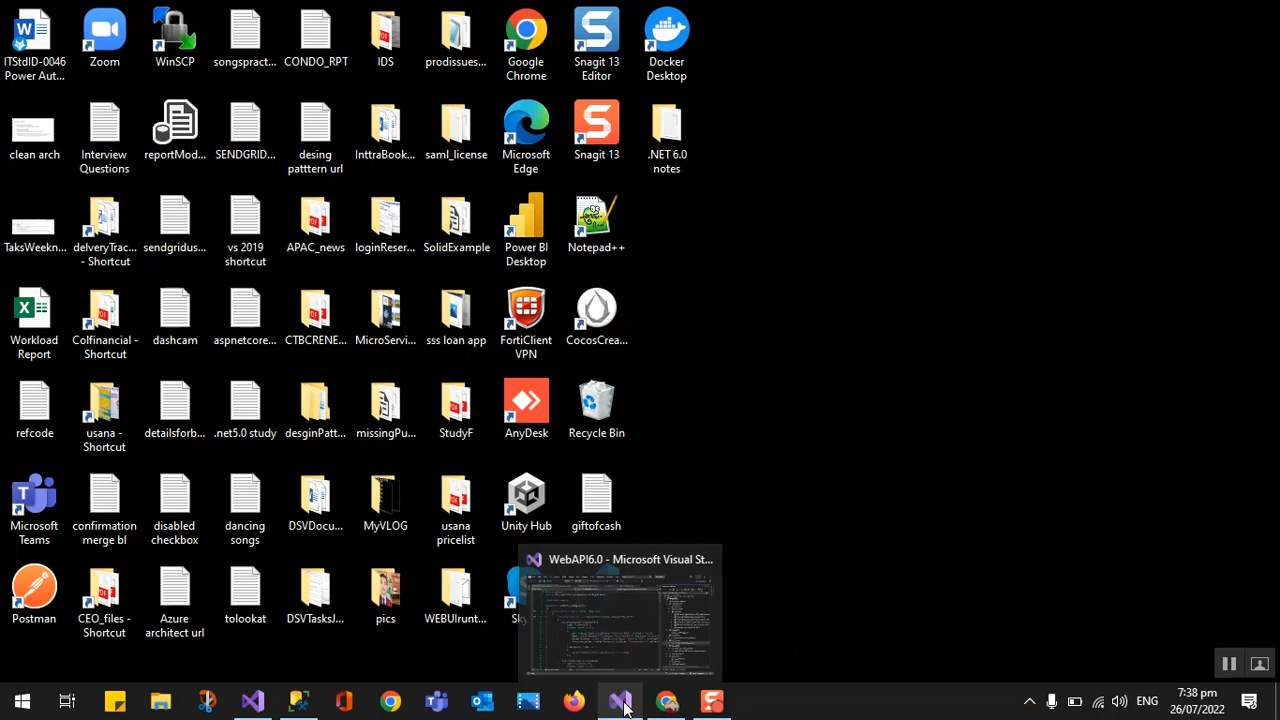 ITStdID-0046
Power Aut...
Zoom
WinSCP
songspract...
CONDO_RPT
IDS
prodissues...
Google
Chrome
Snagit 13
Editor
Docker
Desktop
clean arch
Interview
Questions
reportMod...
SENDGRID...
desing
patttern url
InttraBook...
saml_license
Microsoft
Edge
Snagit 13
.NET 6.0
notes
TaksWeekn...
delveryTrac...
- Shortcut
sendgridus...
vs 2019
shortcut
APAC_news
loginReser...
SolidExample
Power BI
Desktop
Notepad++
Workload
Report
Colfinancial -
Shortcut
dashcam
aspnetcore...
CTBCRENE...
MicroServi...
sss loan app
FortiClient
VPN
CocosCrea...
refcode
usana -
Shortcut
detailsforb...
.net5.0 study
desginPatt...
missingPu...
StudyF
AnyDesk
Recycle Bin
Microsoft
Teams
confirmation
merge bl
disabled
checkbox
dancing
songs
DSVDocu...
MyVLOG
usana
pricelist
Unity Hub
giftofcash
WebAPI6.0 - Microsoft Visual St...
Postman
CEO_files -
Shortcut
Azure
architect url
7:38 pm
ENG
26/07/2022